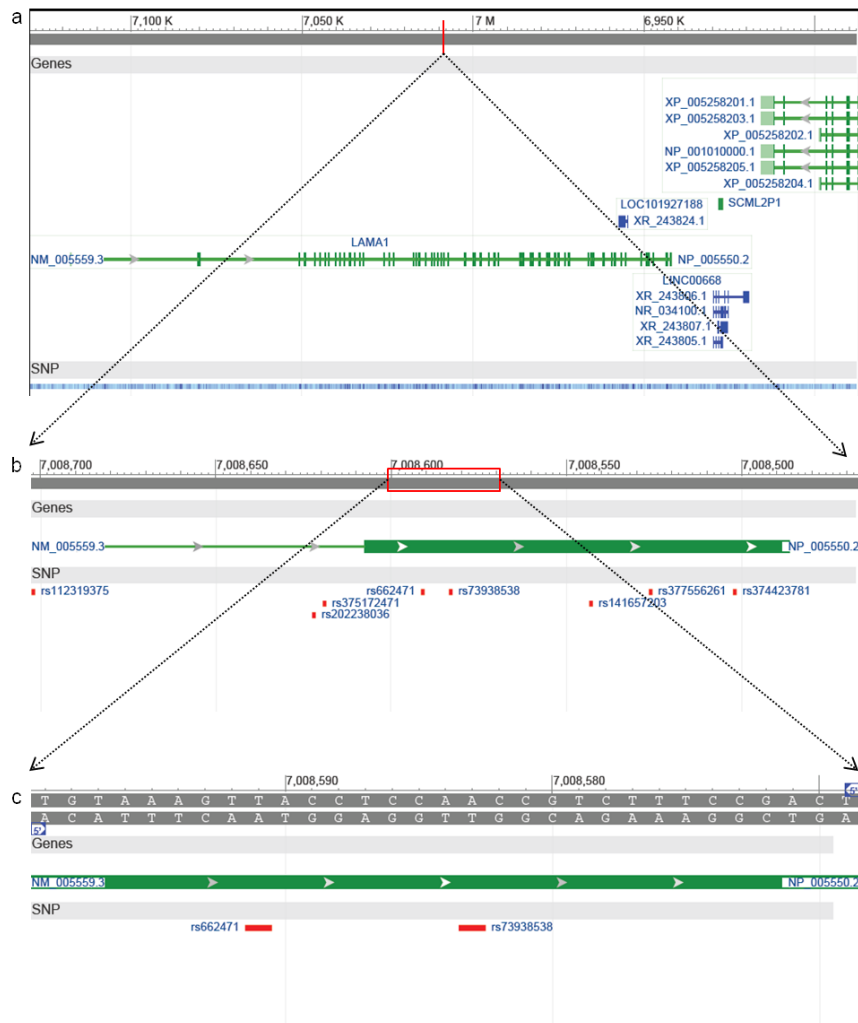 a
7,100 K 7,050 K 7 M 6,950 K
Genes
XP_005258201.1
XP_005258203.1
XP_005258202.1
NP_001010000.1
XP_005258205.1
XP_005258204.1
LOC101927188 SCML2P1
XR_243824.1
LAMA1
NM_005559.3 NP_005550.2
LINC00668
XR_243806.1
NR_034100.1
XR_243807.1
XR_243805.1
SNP
b
7,008,700 7,008,650 7,008,600 7,008,550 7,008,500
Genes
NM_005559.3 NP_005550.2
SNP
rs112319375 rs662471 rs73938538 rs377556261 rs374423781
rs375172471 rs141657203
rs202238036
7,008,590 7,008,580
c
T G T A A A G T T A C C T C C A A C C G T C T T T C C G A C T 5'
A C A T T T C A A T G G A G G T T G G C A G A A A G G C T G A
5'
Genes
NM_005559.3 NP_005550.2
SNP
rs662471 rs73938538